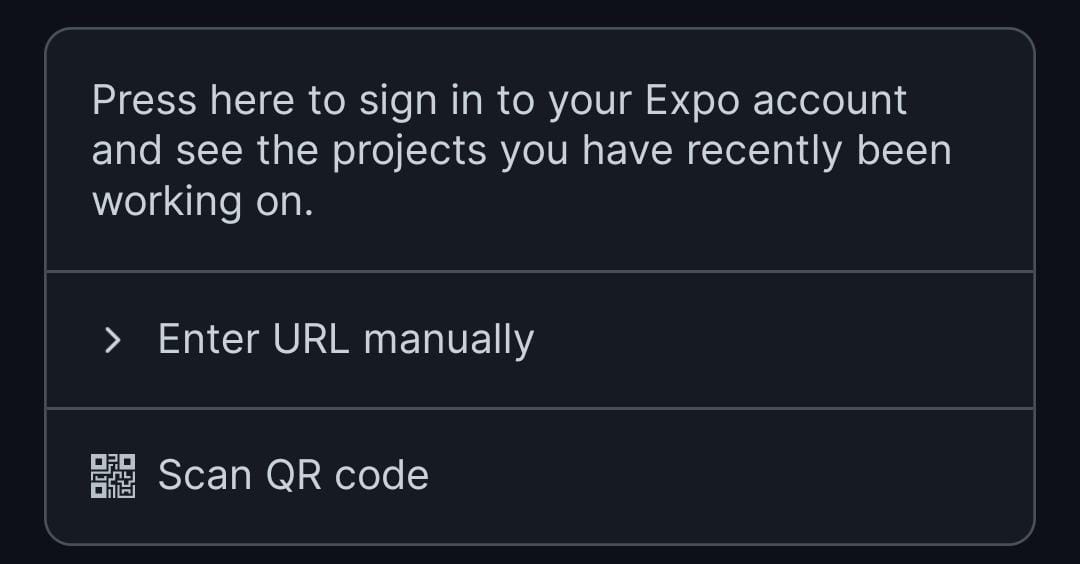 Press here to sign in to your Expo account
and see the projects you have recently been
working on.
Enter URL manually
Scan QR code